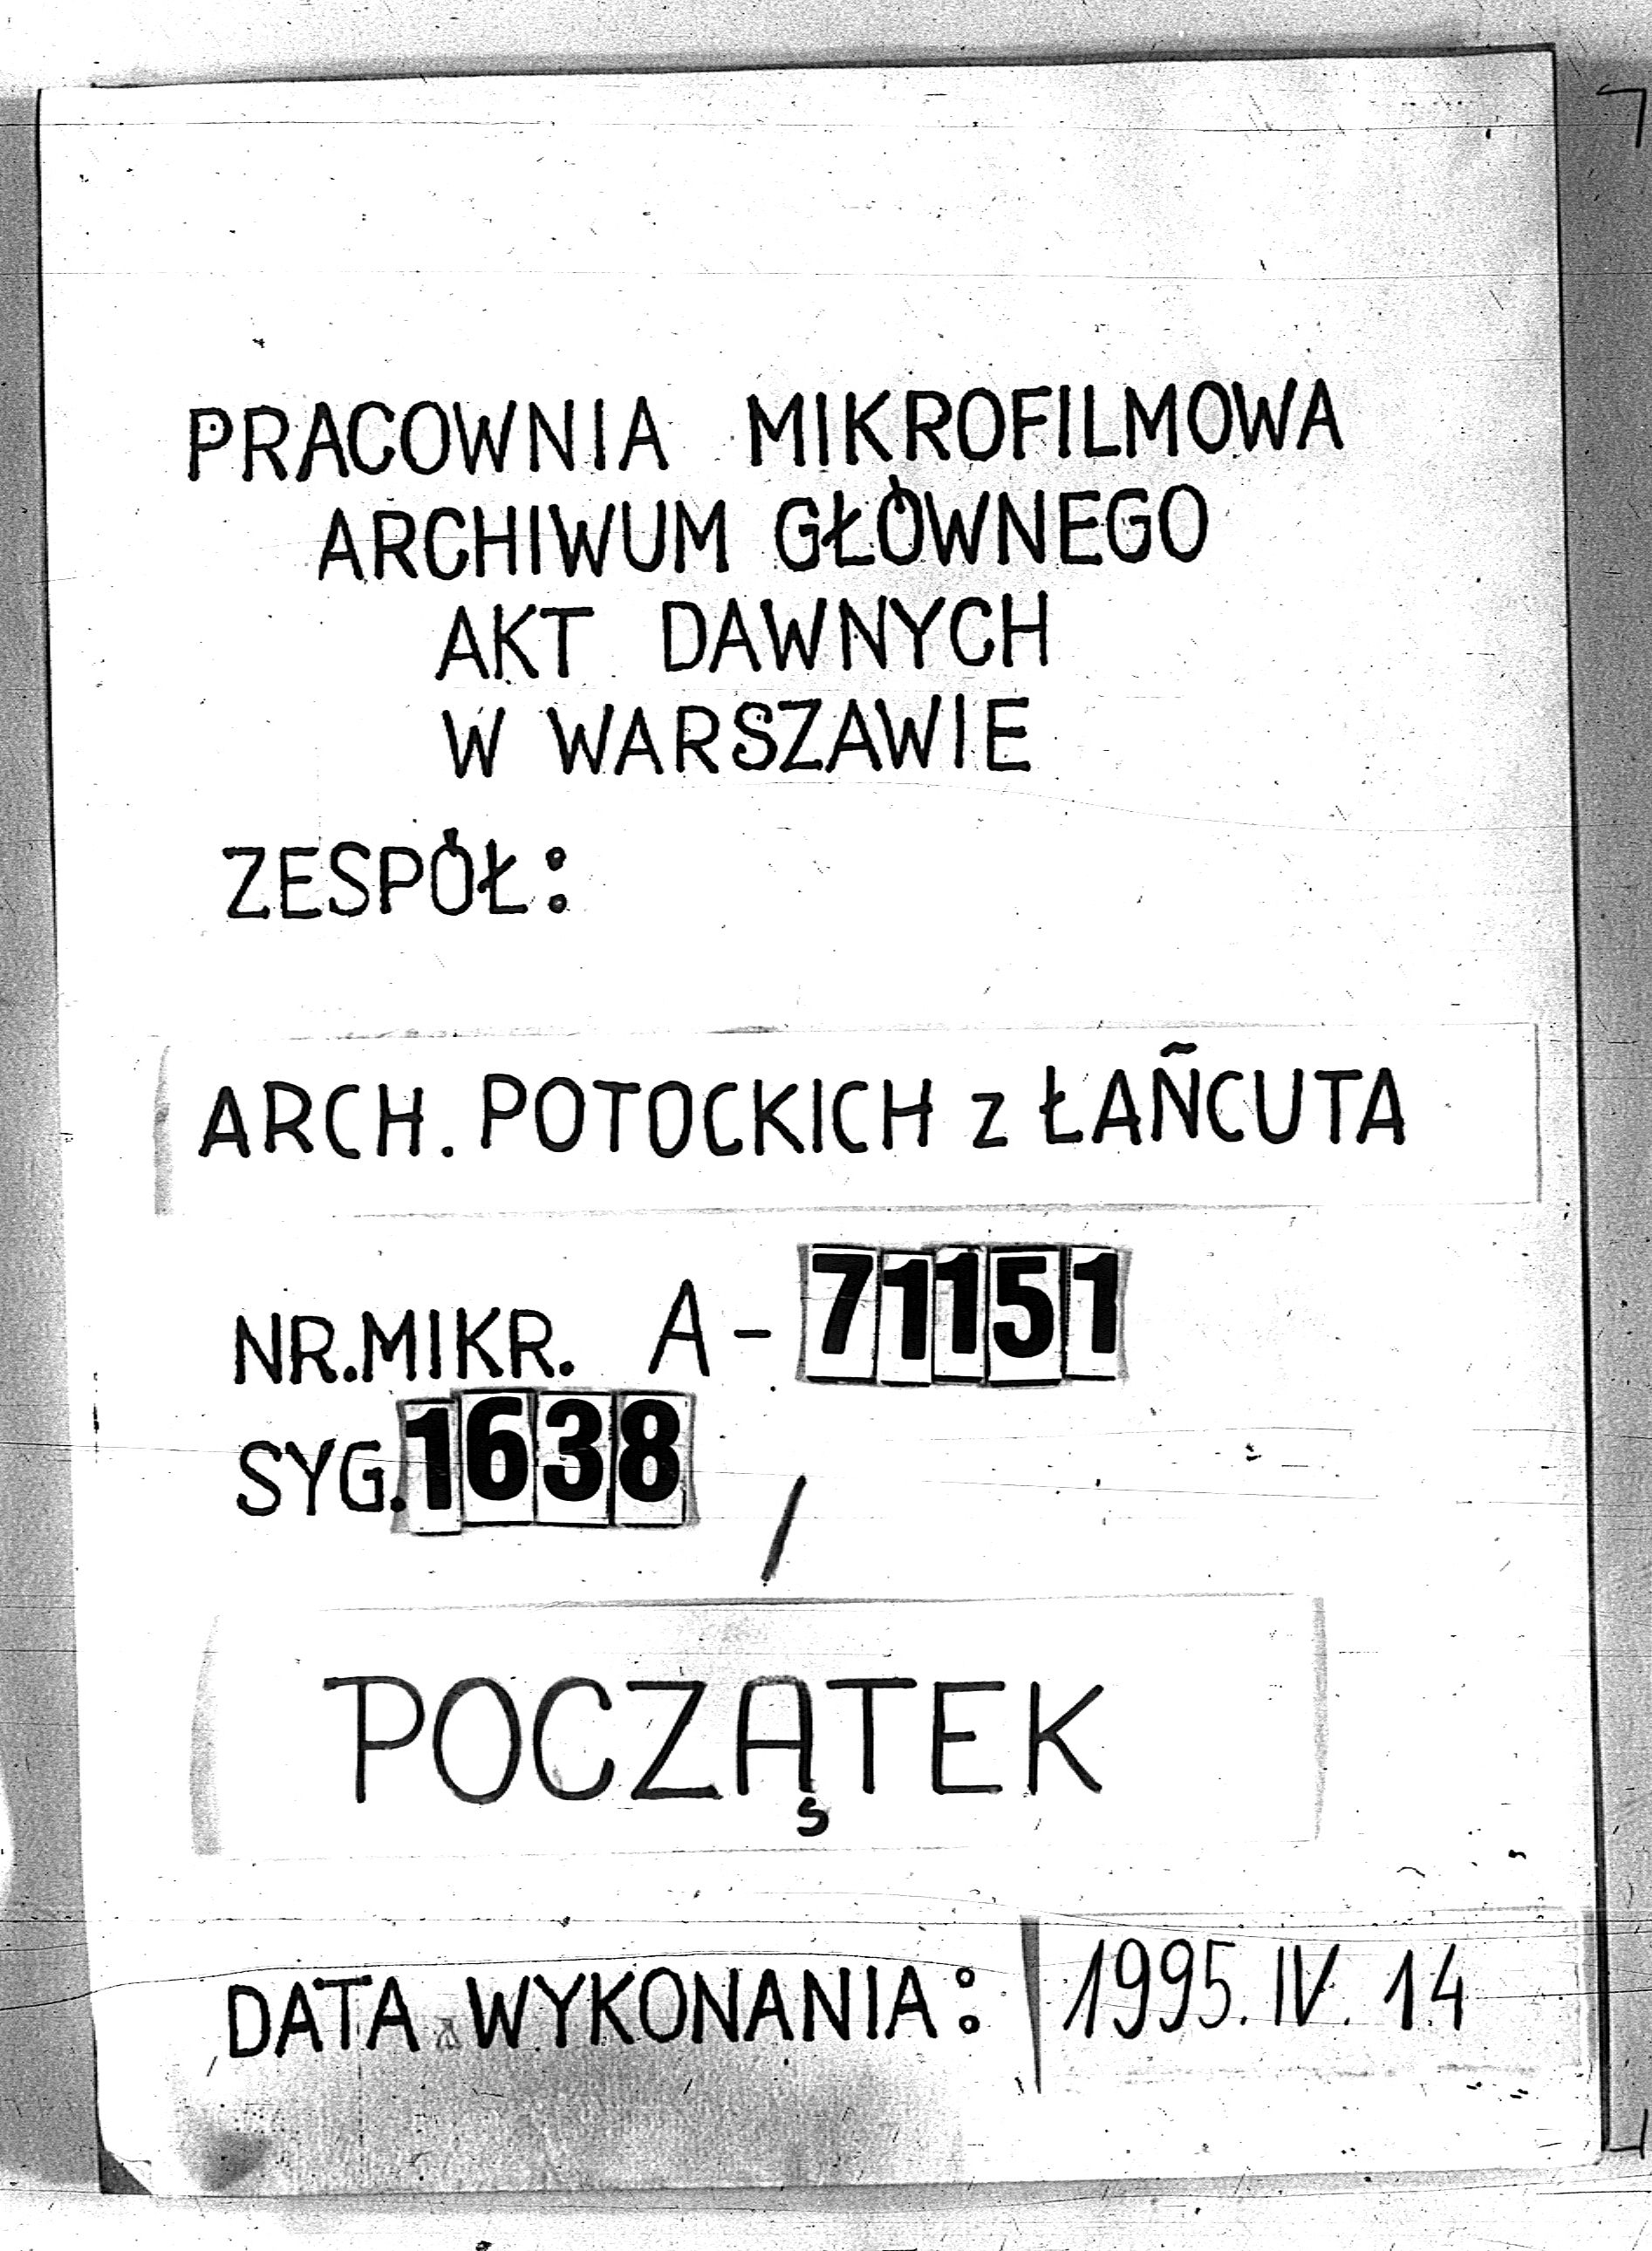 PRACOWNIA MIKROFILMOWA
ARCHIWUM GŁÓWNEGO
AKT DAWNYCH
W WARSZAWIE
ZESPÓŁ:
ARCH. POTOCKICH z ŁAŃCUTA
NR.MIKR. A-71151
SYG.1638 /
POCZĄTEK
DATA WYKONANIA: 1995.IV.14